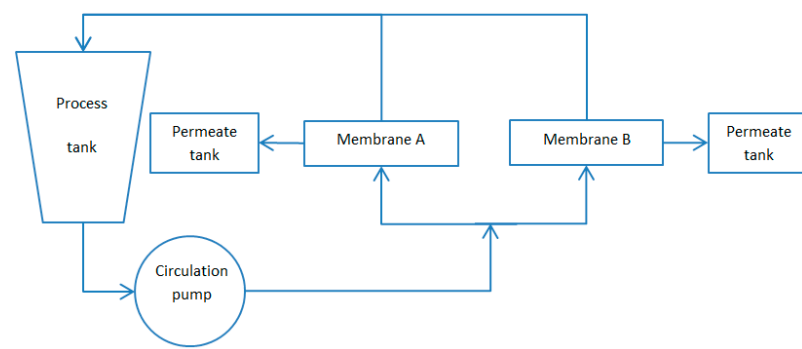 Process
tank
Permeate
tank
Membrane A
Membrane B
Permeate
tank
Circulation
pump